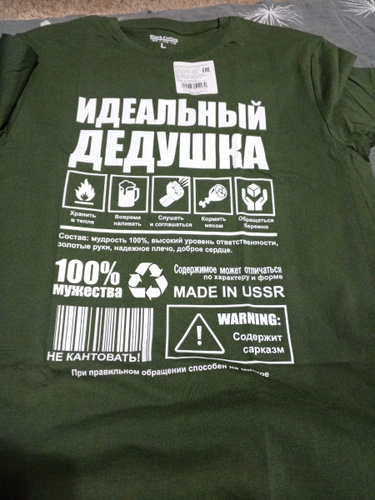 L
EAC
ИДЕАЛЬНЫЙ
ДЕДУШКА
Хранить
в тепле
Вовремя
наливать
Слушать
и соглашаться
Кормить
мясом
Обращаться
бережно
Состав: мудрость 100%, высокий уровень ответственности,
золотые руки, надежное плечо, доброе сердце.
100%
мужества
Содержимое может отличаться
по характеру и форме
MADE IN USSR
НЕ КАНТОВАТЬ!
WARNING:
Содержит
сарказм
При правильном обращении способен на